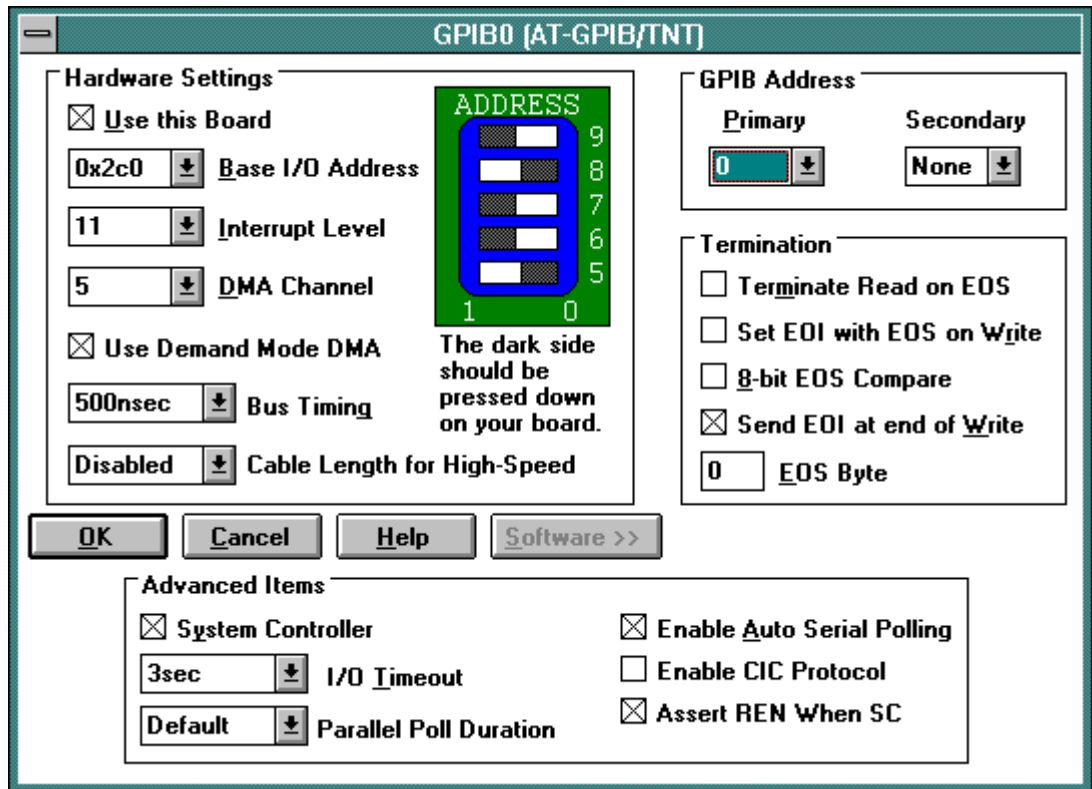 GPIB0 (AT-GPIB/TNT)
Hardware Settings
Use this Board
0x2c0 Base I/O Address
11 Interrupt Level
5 DMA Channel
Use Demand Mode DMA
500nsec Bus Timing
Disabled Cable Length for High-Speed
ADDRESS
9
8
7
6
5
1 0
The dark side
should be
pressed down
on your board.
GPIB Address
Primary Secondary
0 None
Termination
Terminate Read on EOS
Set EOI with EOS on Write
8-bit EOS Compare
Send EOI at end of Write
0 EOS Byte
OK Cancel Help Software >>
Advanced Items
System Controller
3sec I/O Timeout
Default Parallel Poll Duration
Enable Auto Serial Polling
Enable CIC Protocol
Assert REN When SC